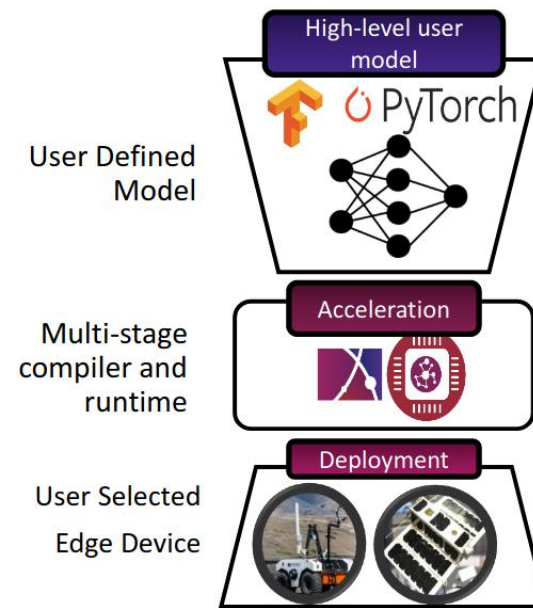 High-level user
model
PyTorch
User Defined
Model
Acceleration
Multi-stage
compiler and
runtime
Deployment
User Selected
Edge Device